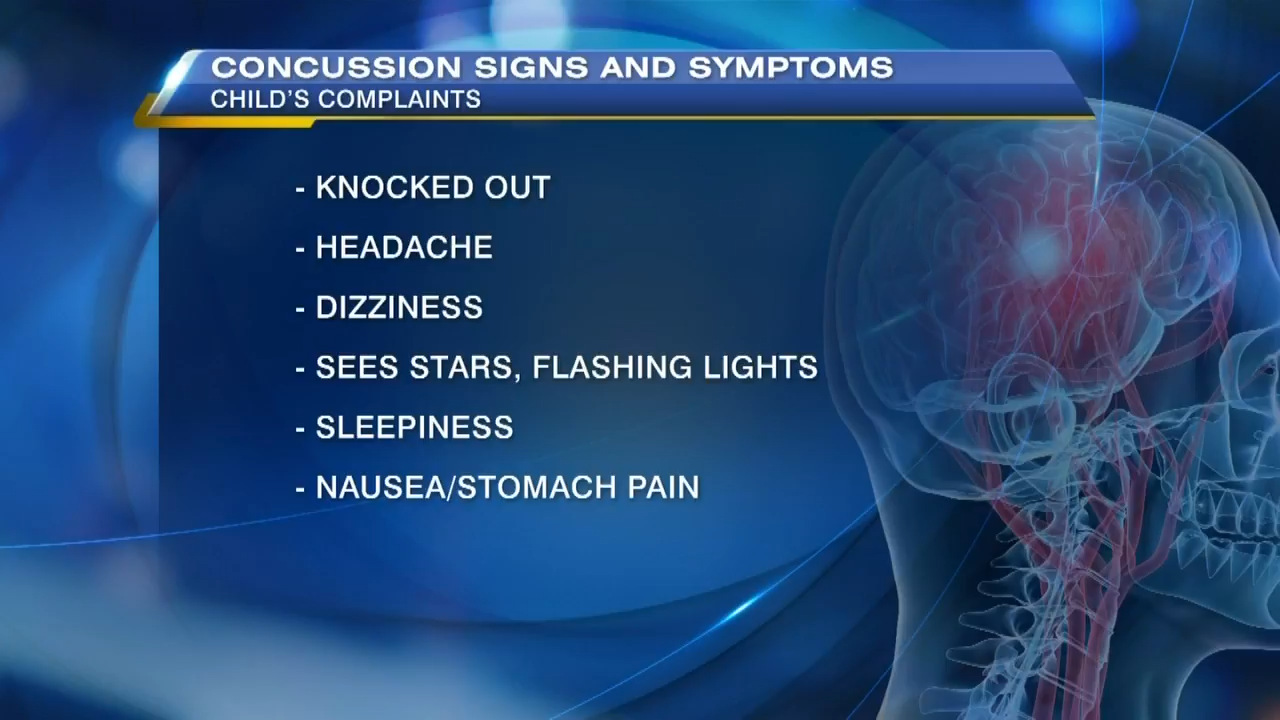 CONCUSSION SIGNS AND SYMPTOMS
CHILD'S COMPLAINTS
- KNOCKED OUT
- HEADACHE
- DIZZINESS
- SEES STARS, FLASHING LIGHTS
- SLEEPINESS
- NAUSEA/STOMACH PAIN